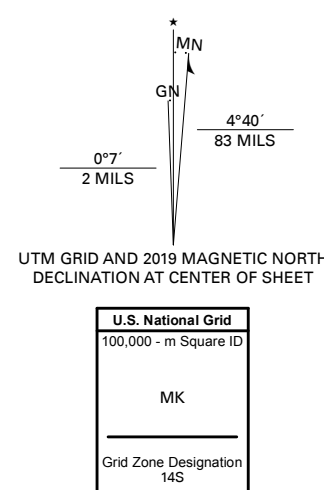 ★
MN
GN
4°40´
83 MILS
0°7´
2 MILS
UTM GRID AND 2019 MAGNETIC NORTH
DECLINATION AT CENTER OF SHEET
U.S. National Grid
100,000 - m Square ID
MK
Grid Zone Designation
14S